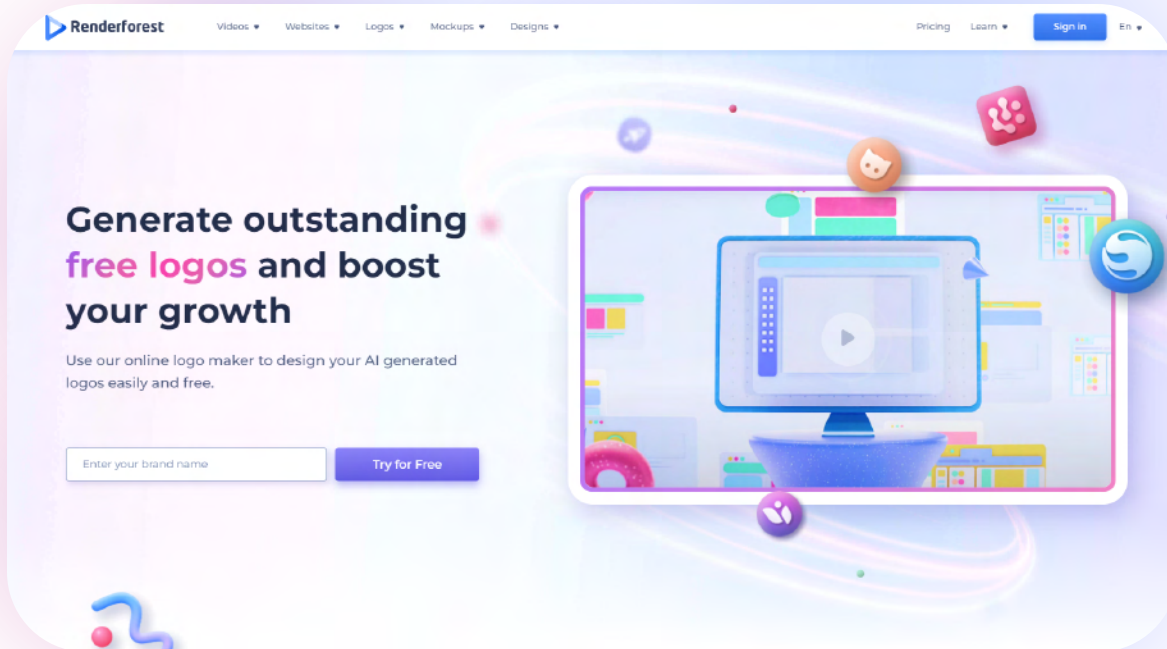 Renderforest
Videos
Websites
Logos
Mockups
Designs
Pricing
Learn
Sign in
En
Generate outstanding
free logos and boost
your growth
Use our online logo maker to design your AI generated
logos easily and free.
Enter your brand name
Try for Free